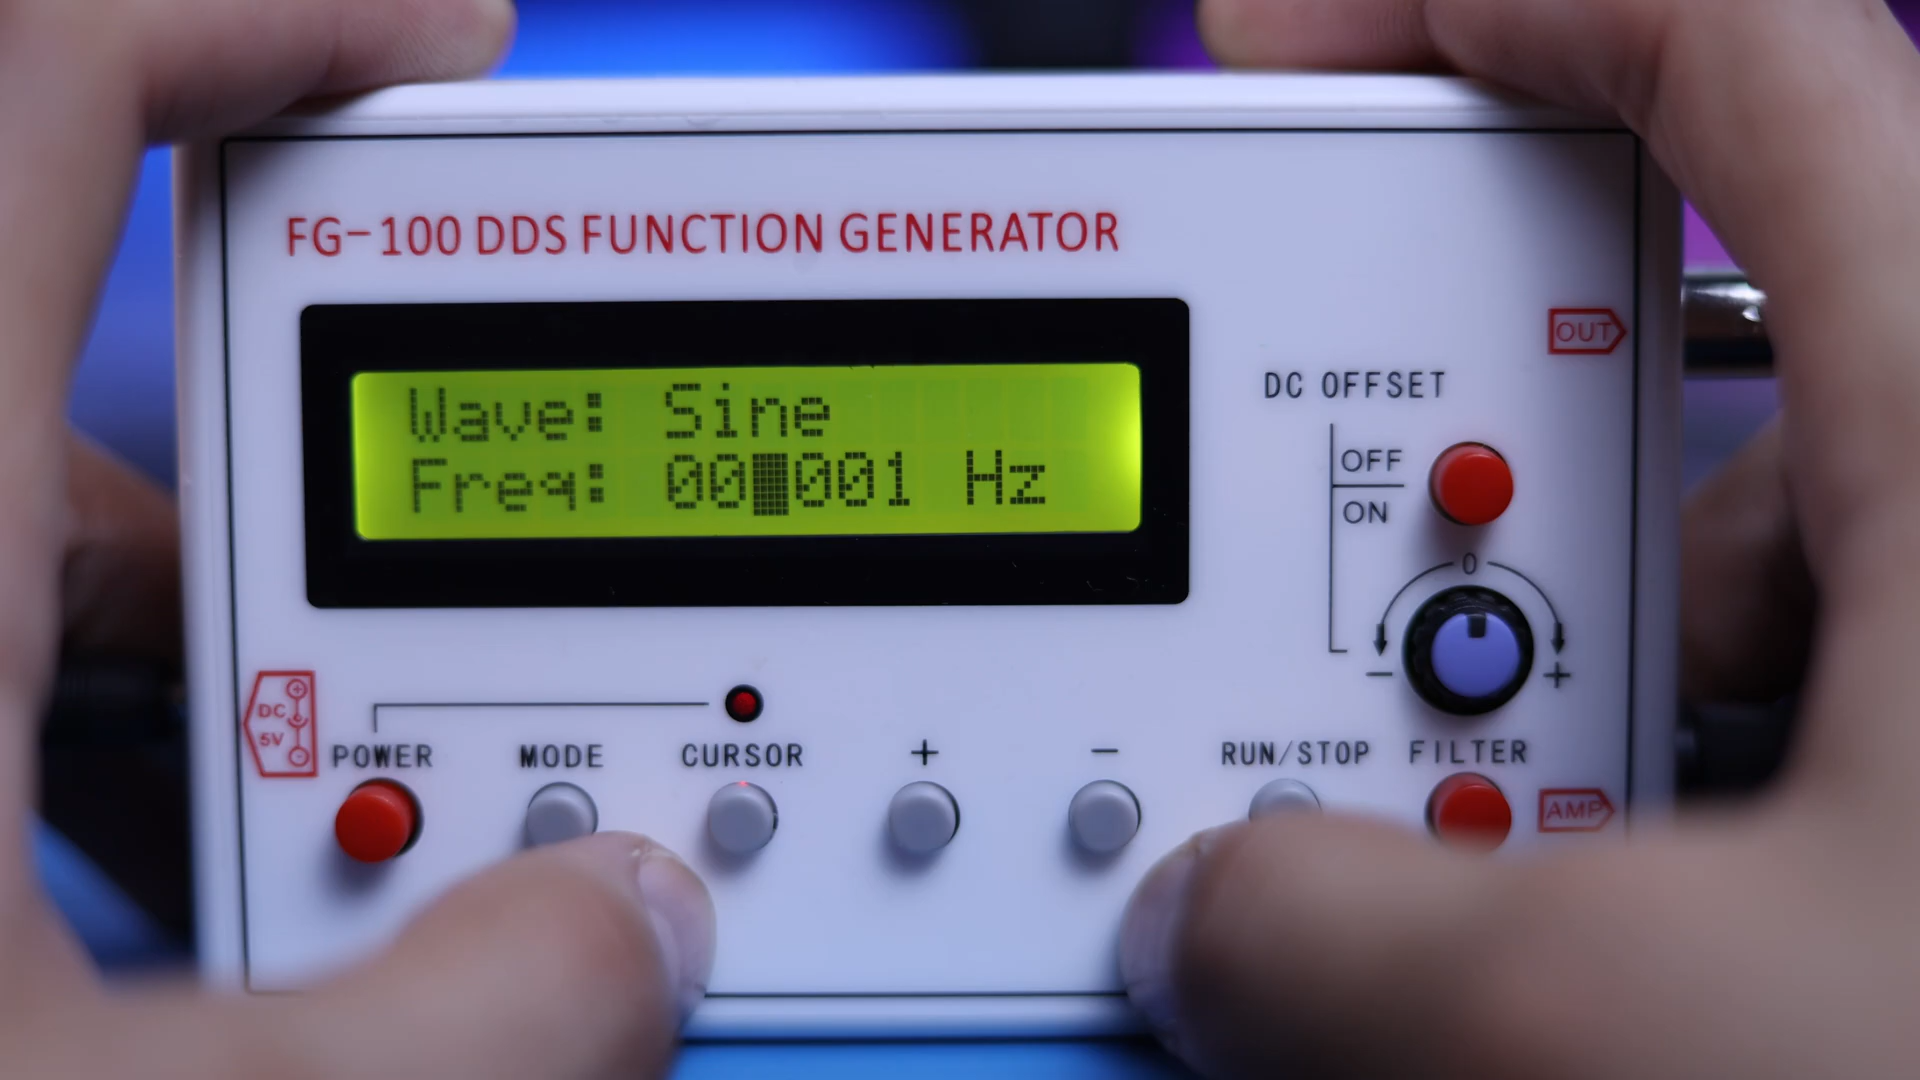 FG-100 DDS FUNCTION GENERATOR
Wave: Sine
Freq: 00█001 Hz
OUT
DC OFFSET
OFF
ON
0
− +
DC
5V
POWER MODE CURSOR + − RUN/STOP FILTER
AMP